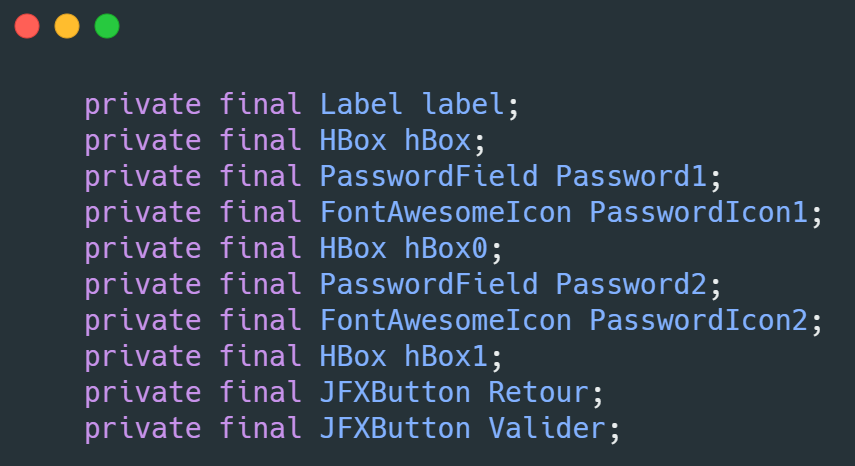 private final Label label;
private final HBox hBox;
private final PasswordField Password1;
private final FontAwesomeIcon PasswordIcon1;
private final HBox hBox0;
private final PasswordField Password2;
private final FontAwesomeIcon PasswordIcon2;
private final HBox hBox1;
private final JFXButton Retour;
private final JFXButton Valider;